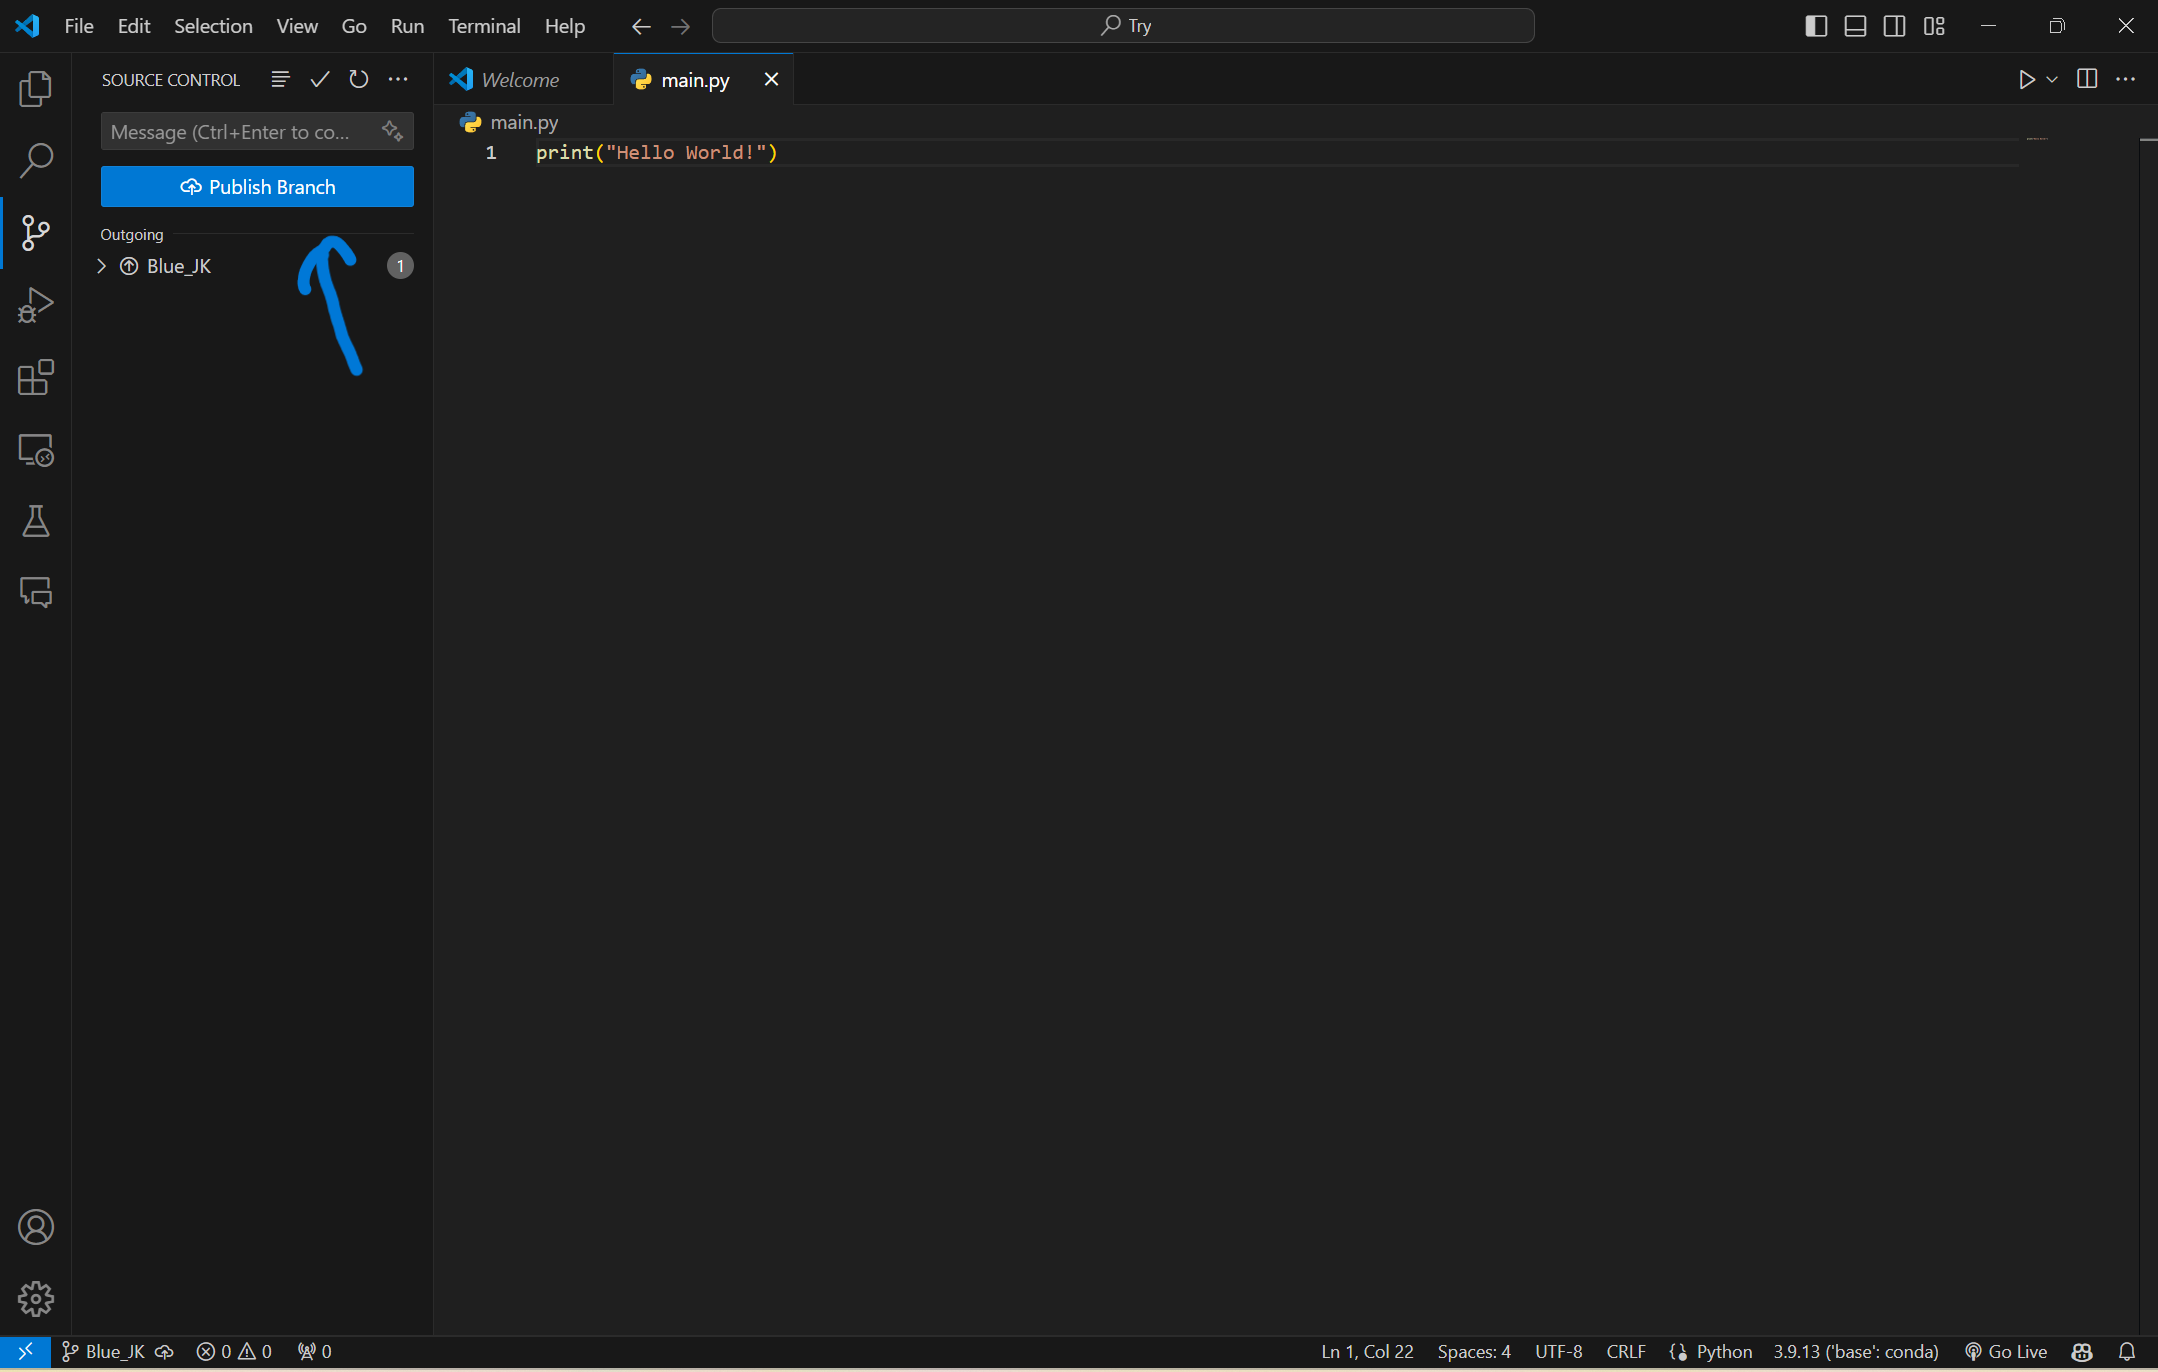 File Edit Selection View Go Run Terminal Help Try
SOURCE CONTROL
Welcome main.py
Message (Ctrl+Enter to co...
main.py
1 print("Hello World!")
Publish Branch
Outgoing
Blue_JK 1
Blue_JK 0 0 0 Ln 1, Col 22 Spaces: 4 UTF-8 CRLF Python 3.9.13 ('base': conda) Go Live